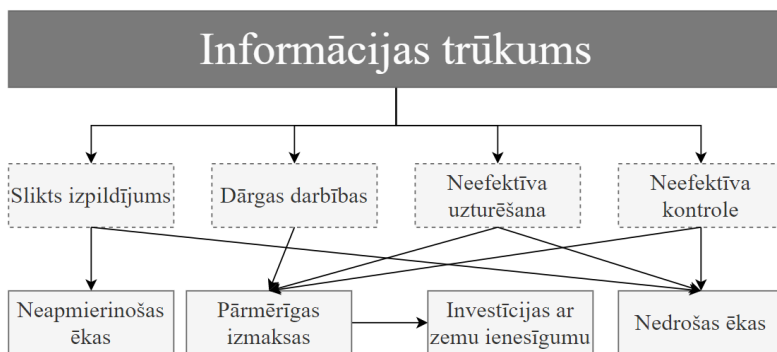 Informācijas trūkums
Slikts izpildījums
Dārgas darbības
Neefektīva
uzturēšana
Neefektīva
kontrole
Neapmierinošas
ēkas
Pārmērīgas
izmaksas
Investīcijas ar
zemu ienesīgumu
Nedrošas ēkas